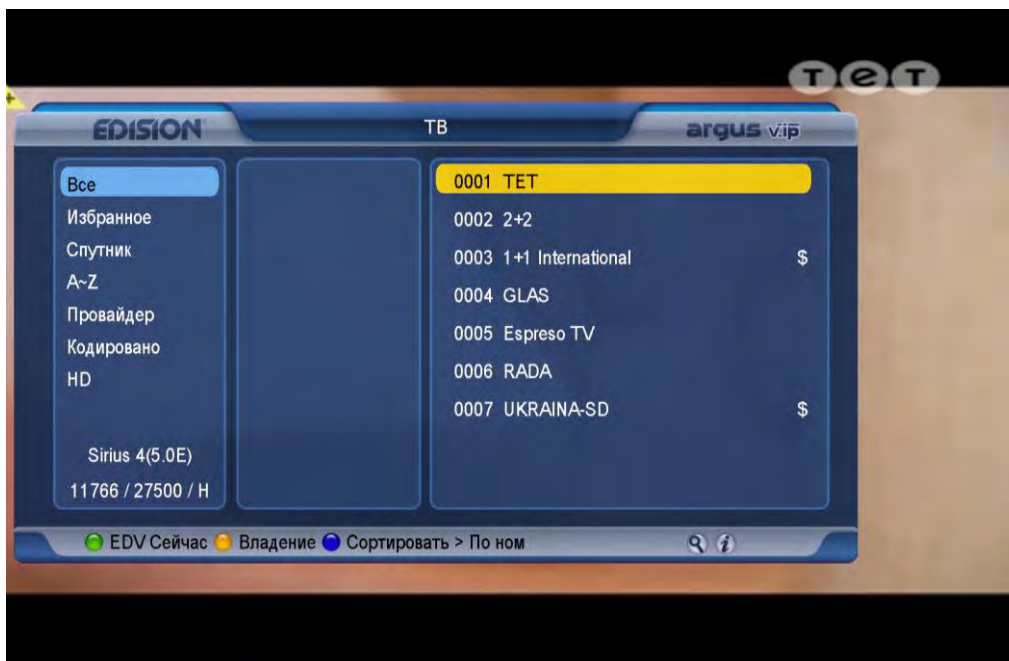 тет
EDISION
ТВ
argus vip
Все
Избранное
Спутник
A~Z
Провайдер
Кодировано
HD
Sirius 4(5.0E)
11766 / 27500 / H
0001 TET
0002 2+2
0003 1+1 International $
0004 GLAS
0005 Espreso TV
0006 RADA
0007 UKRAINA-SD $
EDV Сейчас Владение Сортировать > По ном